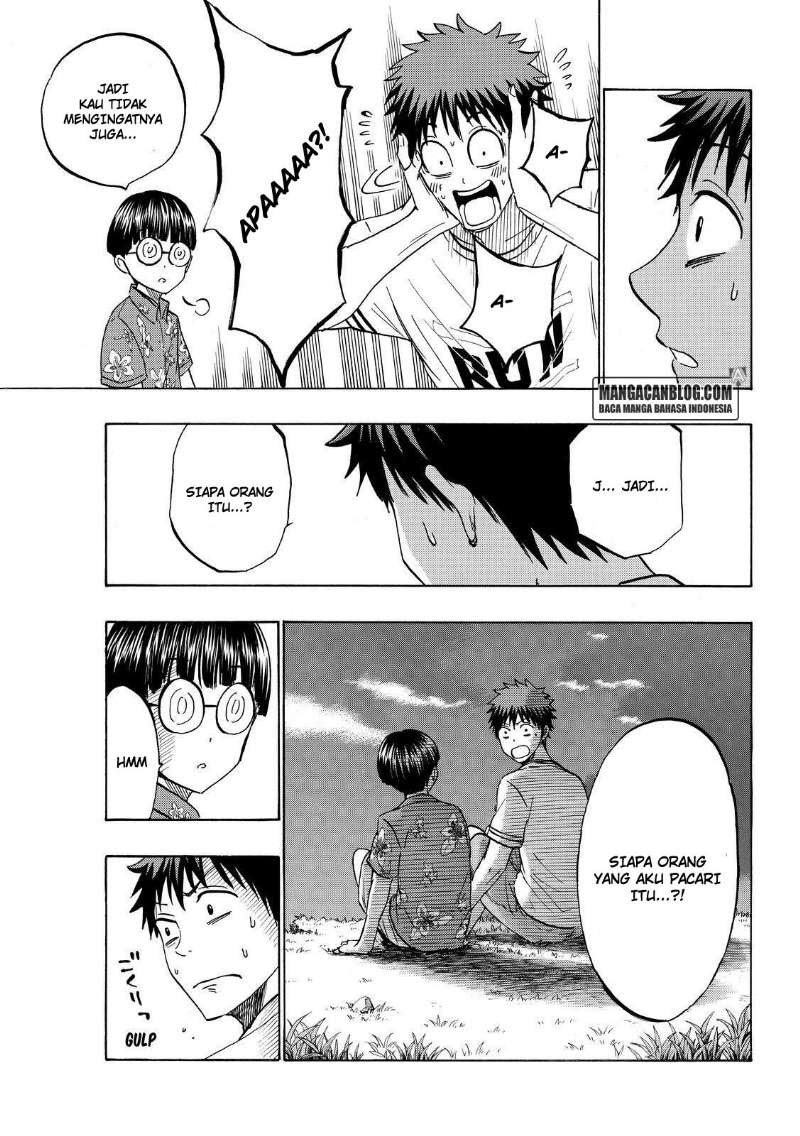 A-
A-
APAAAAA?!
JADI
KAU TIDAK
MENGINGATNYA
JUGA...
MANGACANBLOG.COM
BACA MANGA BAHASA INDONESIA
J... JADI...
SIAPA ORANG
ITU...?
SIAPA ORANG
YANG AKU PACARI
ITU...?!
HMM
GULP